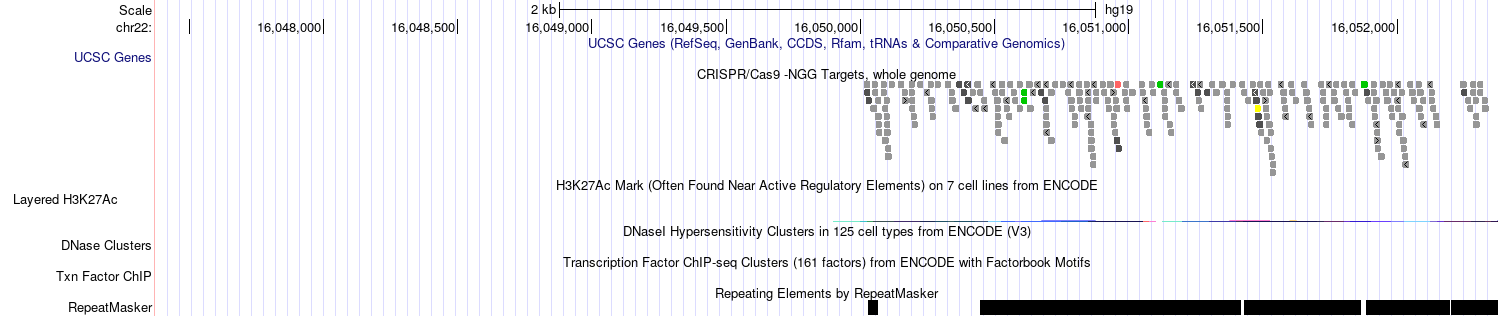 Scale 2 kb hg19
chr22: 16,048,000 16,048,500 16,049,000 16,049,500 16,050,000 16,050,500 16,051,000 16,051,500 16,052,000
UCSC Genes (RefSeq, GenBank, CCDS, Rfam, tRNAs & Comparative Genomics)
UCSC Genes
CRISPR/Cas9 -NGG Targets, whole genome
H3K27Ac Mark (Often Found Near Active Regulatory Elements) on 7 cell lines from ENCODE
Layered H3K27Ac
DNaseI Hypersensitivity Clusters in 125 cell types from ENCODE (V3)
DNase Clusters
Transcription Factor ChIP-seq Clusters (161 factors) from ENCODE with Factorbook Motifs
Txn Factor ChIP
Repeating Elements by RepeatMasker
RepeatMasker